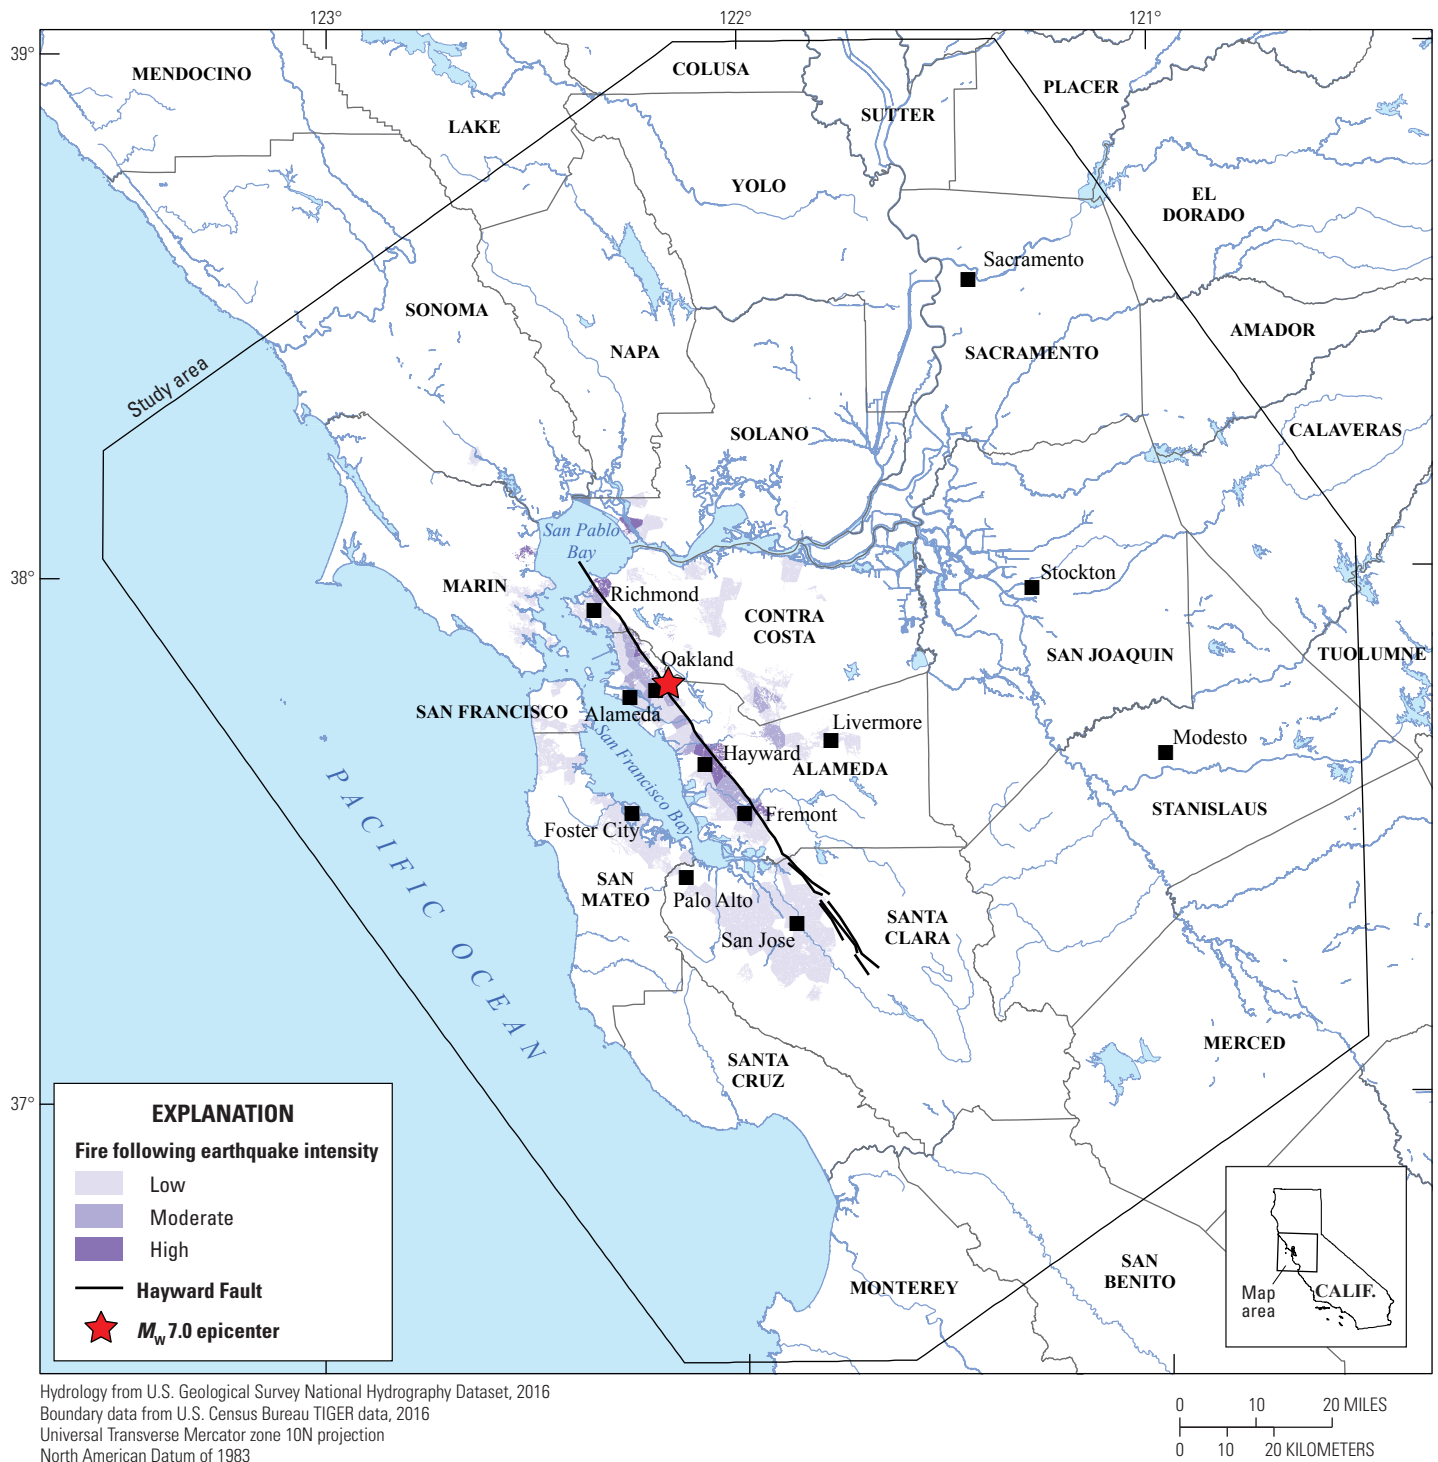 123°
122°
121°
39°
MENDOCINO
COLUSA
PLACER
LAKE
SUTTER
YOLO
EL
DORADO
Sacramento
SONOMA
AMADOR
NAPA
SACRAMENTO
Study area
SOLANO
CALAVERAS
San Pablo
Bay
38°
MARIN
Richmond
Stockton
CONTRA
COSTA
Oakland
SAN JOAQUIN
TUOLUMNE
SAN FRANCISCO
Alameda
Livermore
Modesto
San Francisco Bay
Hayward
ALAMEDA
STANISLAUS
Foster City
Fremont
PACIFIC OCEAN
SAN
MATEO
Palo Alto
SANTA
CLARA
San Jose
MERCED
SANTA
CRUZ
37°
EXPLANATION
Fire following earthquake intensity
Low
Moderate
High
Hayward Fault
Mw7.0 epicenter
MONTEREY
SAN
BENITO
Map
area
CALIF.
Hydrology from U.S. Geological Survey National Hydrography Dataset, 2016
Boundary data from U.S. Census Bureau TIGER data, 2016
Universal Transverse Mercator zone 10N projection
North American Datum of 1983
0 10 20 MILES
0 10 20 KILOMETERS